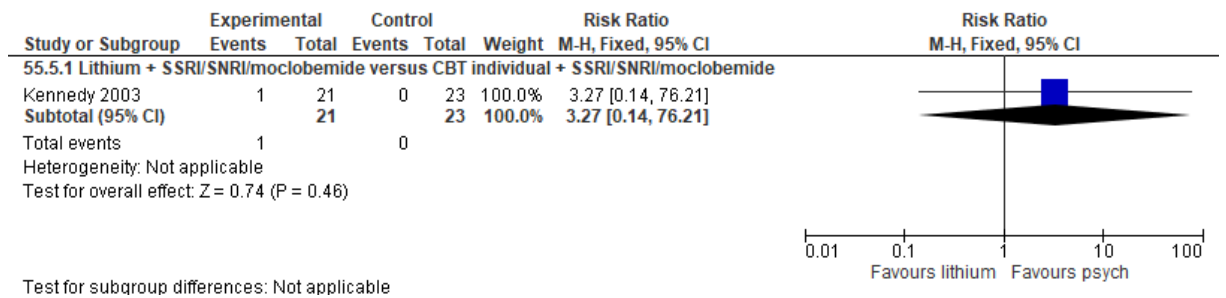 Experimental Control Risk Ratio Risk Ratio
Study or Subgroup Events Total Events Total Weight M-H, Fixed, 95% CI M-H, Fixed, 95% CI
55.5.1 Lithium + SSRI/SNRI/moclobemide versus CBT individual + SSRI/SNRI/moclobemide
Kennedy 2003 1 21 0 23 100.0% 3.27 [0.14, 76.21]
Subtotal (95% CI) 21 23 100.0% 3.27 [0.14, 76.21]
Total events 1 0
Heterogeneity: Not applicable
Test for overall effect: Z = 0.74 (P = 0.46)
0.01 0.1 1 10 100
Favours lithium Favours psych
Test for subgroup differences: Not applicable